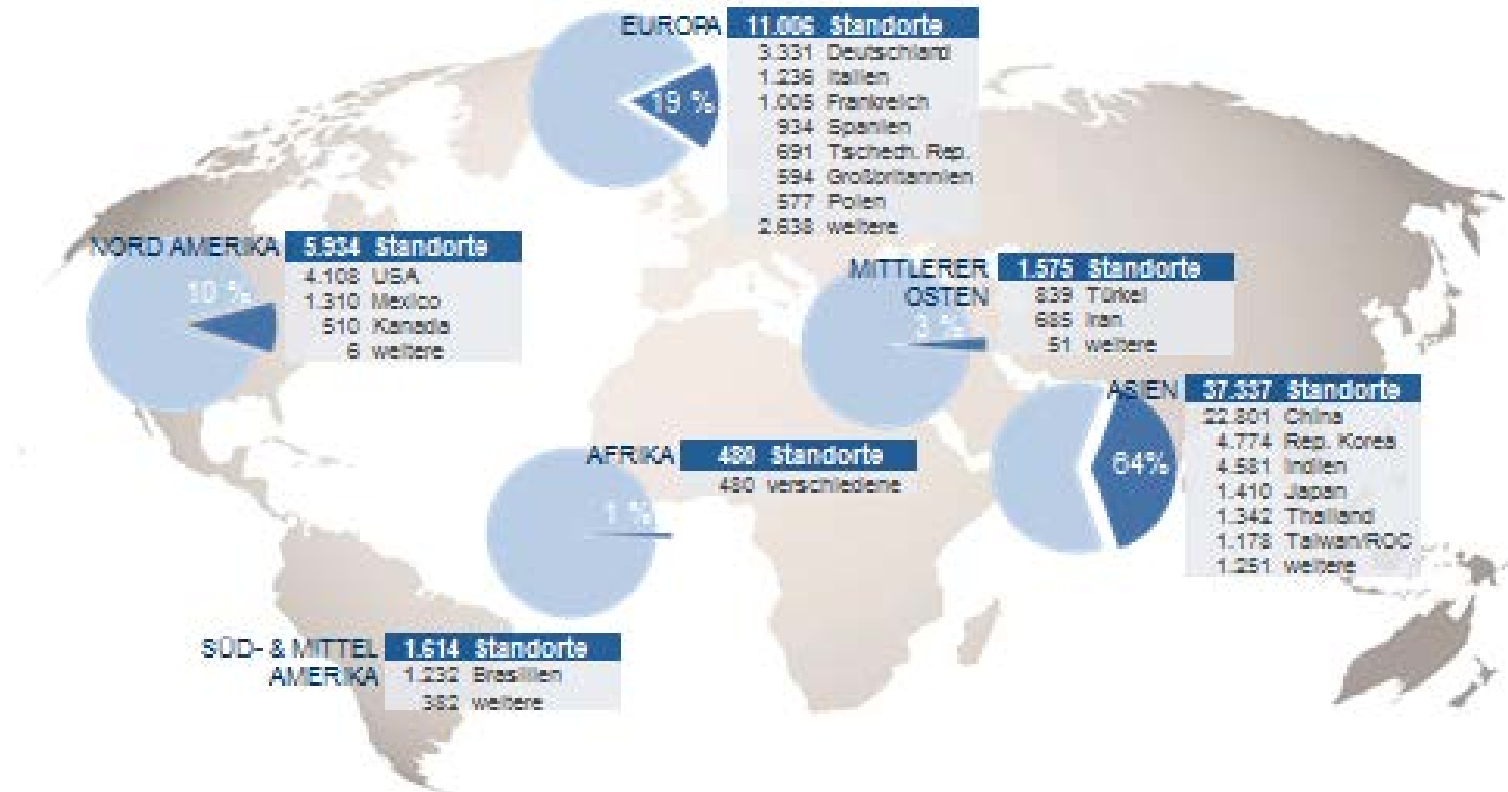 EUROPA 11.006 Standorte
3.331 Deutschland
1.236 Italien
1.005 Frankreich
934 Spanien
691 Tschech. Rep.
594 Großbritannien
577 Polen
2.638 weitere
19 %
NORD AMERIKA 5.934 Standorte
4.108 USA
1.310 Mexico
510 Kanada
6 weitere
10 %
MITTLERER OSTEN 1.575 Standorte
839 Türkei
685 Iran
51 weitere
3 %
ASIEN 37.337 Standorte
22.801 China
4.774 Rep. Korea
4.581 Indien
1.410 Japan
1.342 Thailand
1.178 Taiwan/ROC
1.251 weitere
64%
AFRIKA 480 Standorte
480 verschiedene
1 %
SÜD- & MITTEL AMERIKA 1.614 Standorte
1.232 Brasilien
382 weitere